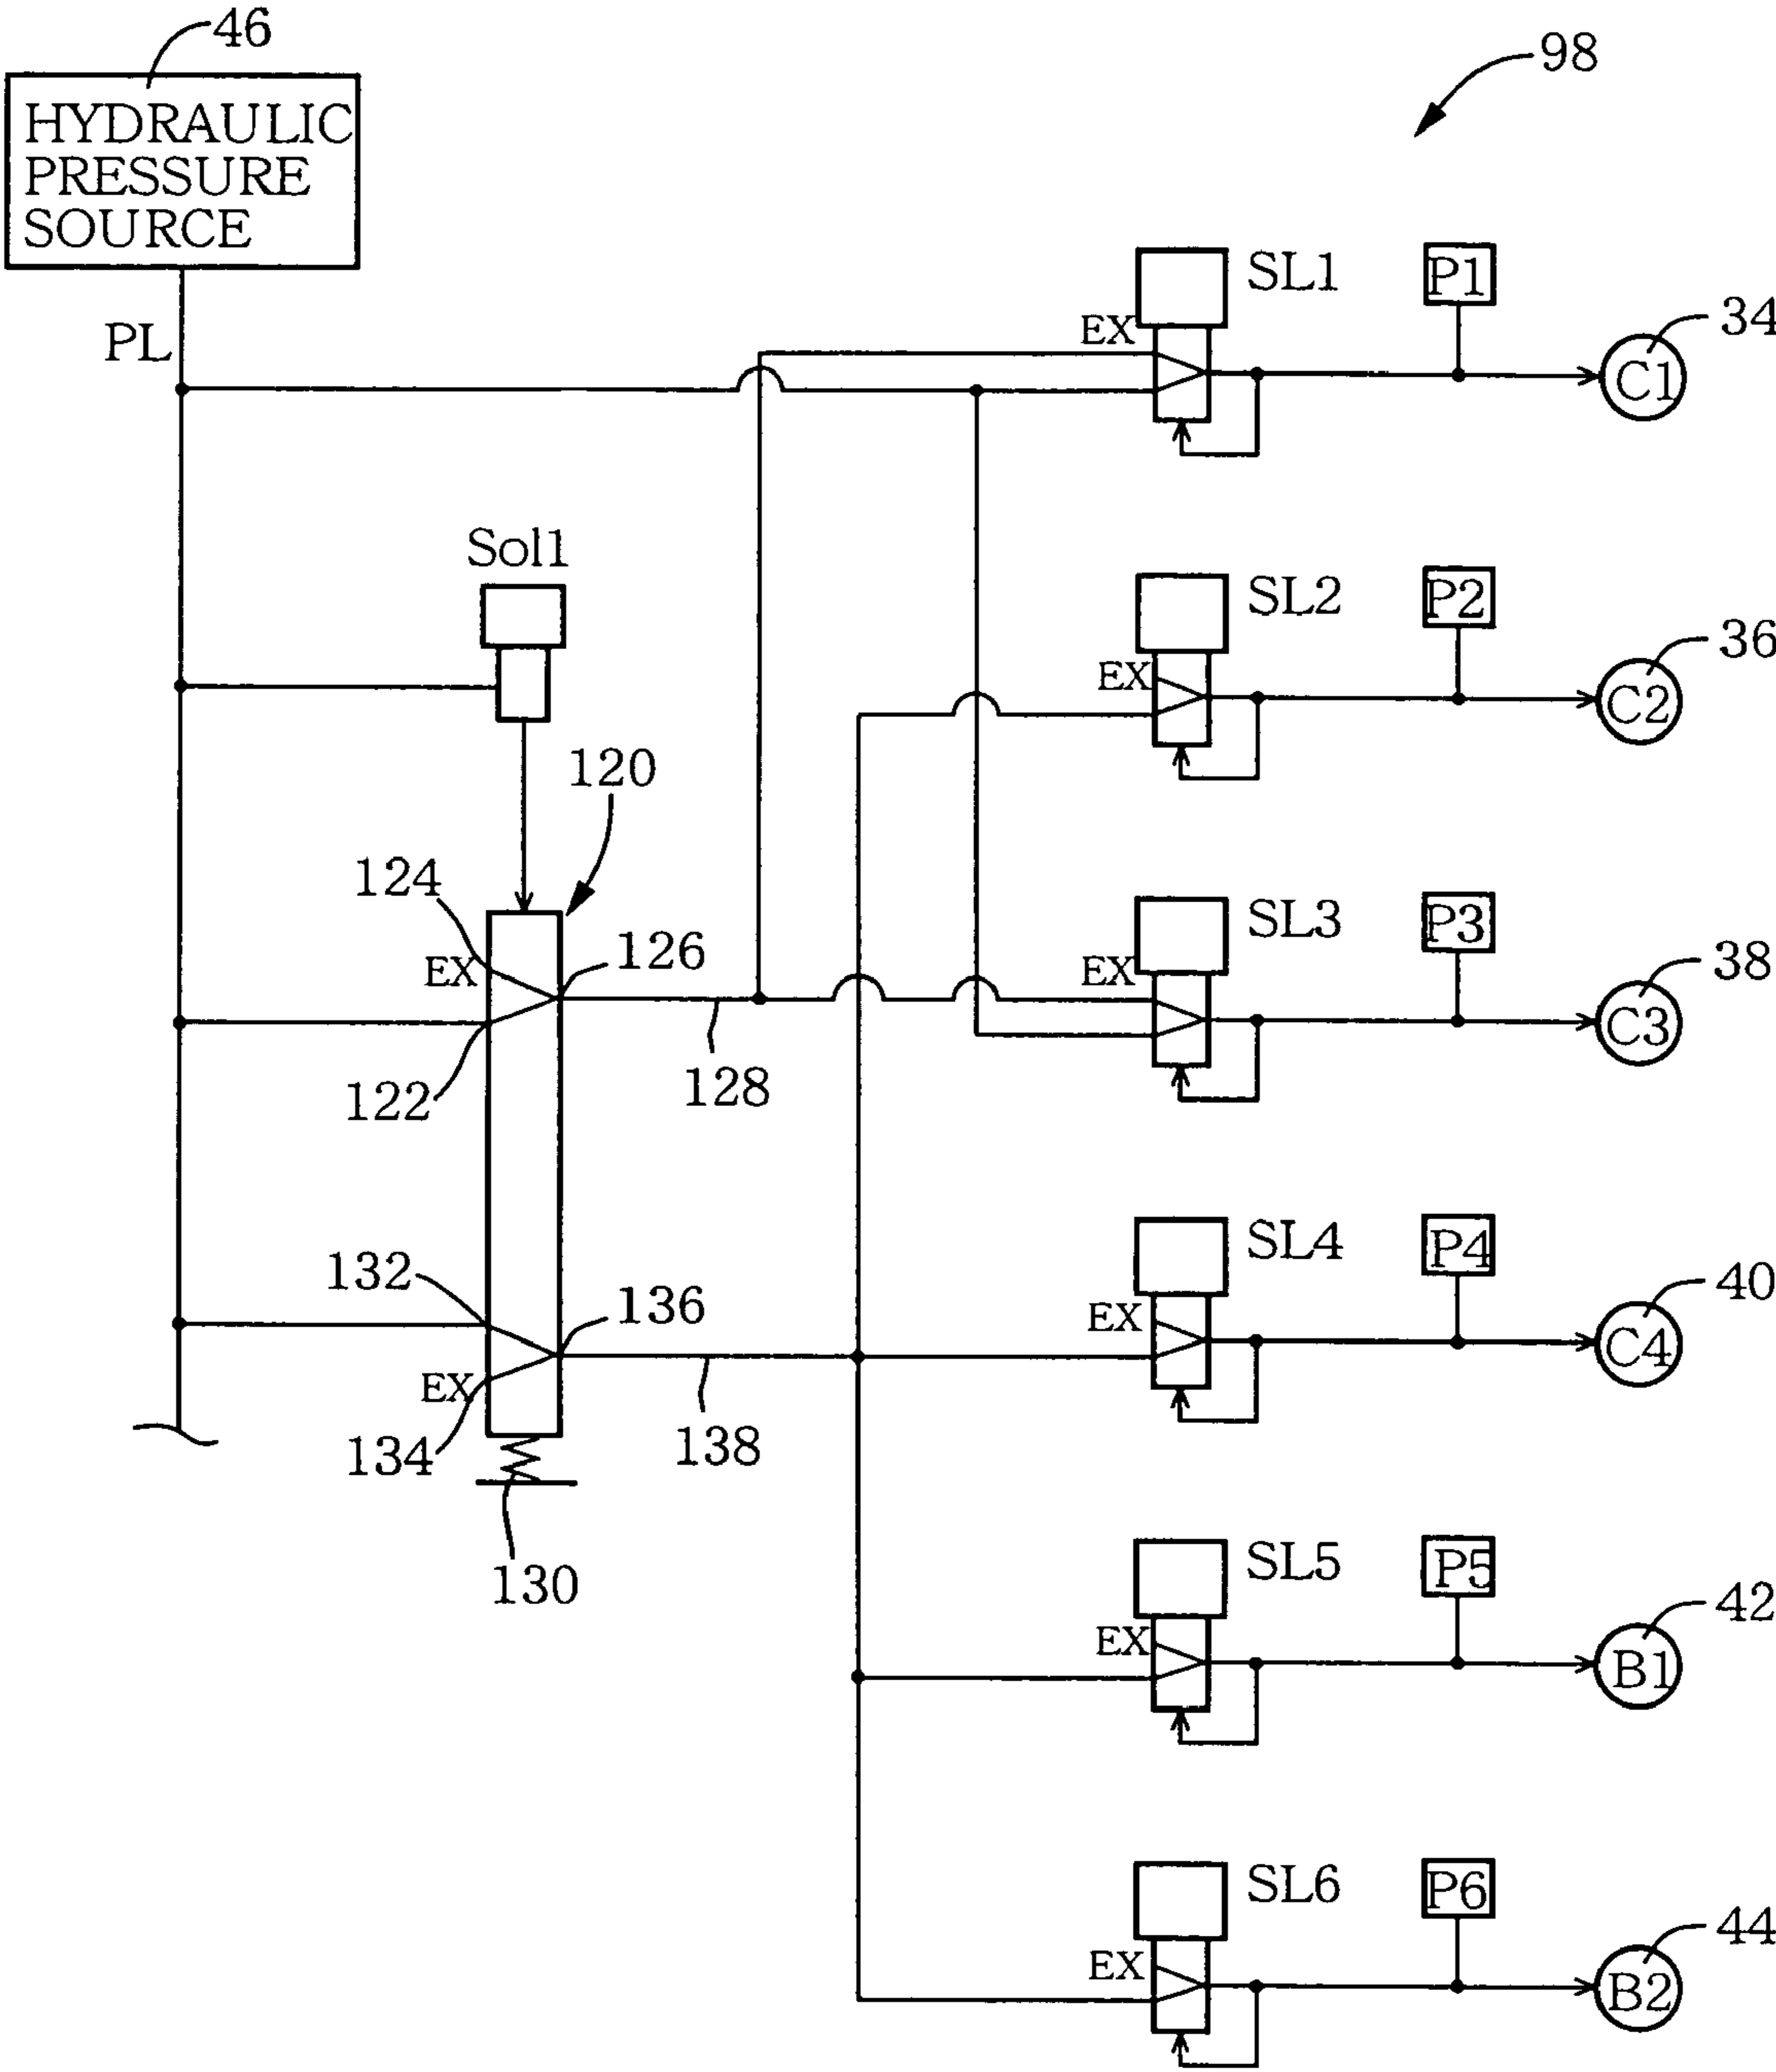 46
98
HYDRAULIC
PRESSURE
SOURCE
PL
SL1
EX
P1
34
C1
Sol1
SL2
EX
P2
36
C2
120
124
EX
126
122
128
SL3
EX
P3
38
C3
132
136
EX
134
138
130
SL4
EX
P4
40
C4
SL5
EX
P5
42
B1
SL6
EX
P6
44
B2